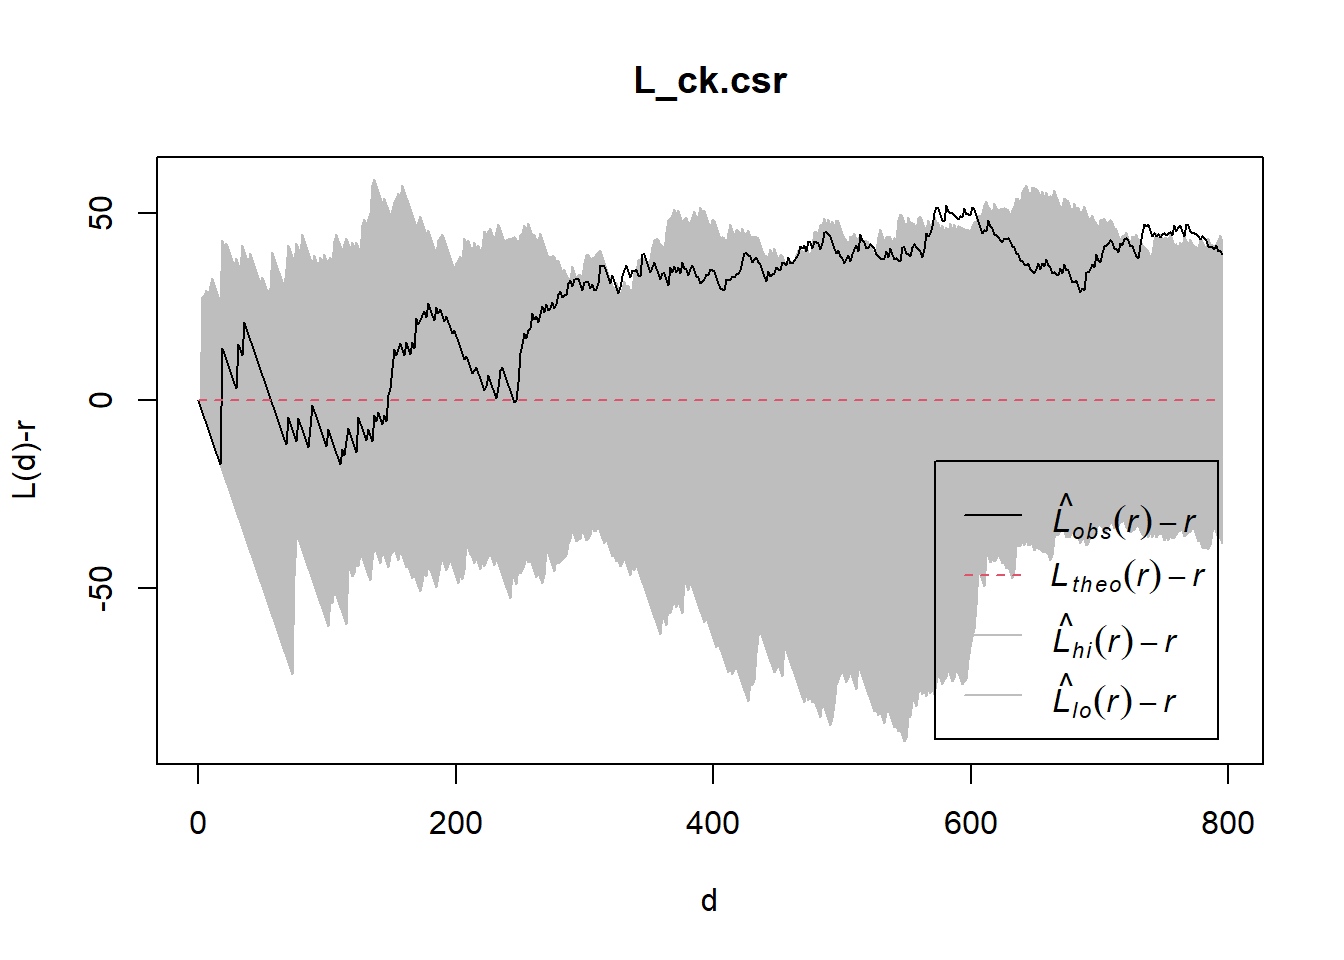 L_ck.csr
L(d)-r
50
0
-50
0 200 400 600 800
d
L̂obs(r) – r
Ltheo(r) – r
L̂hi(r) – r
L̂lo(r) – r